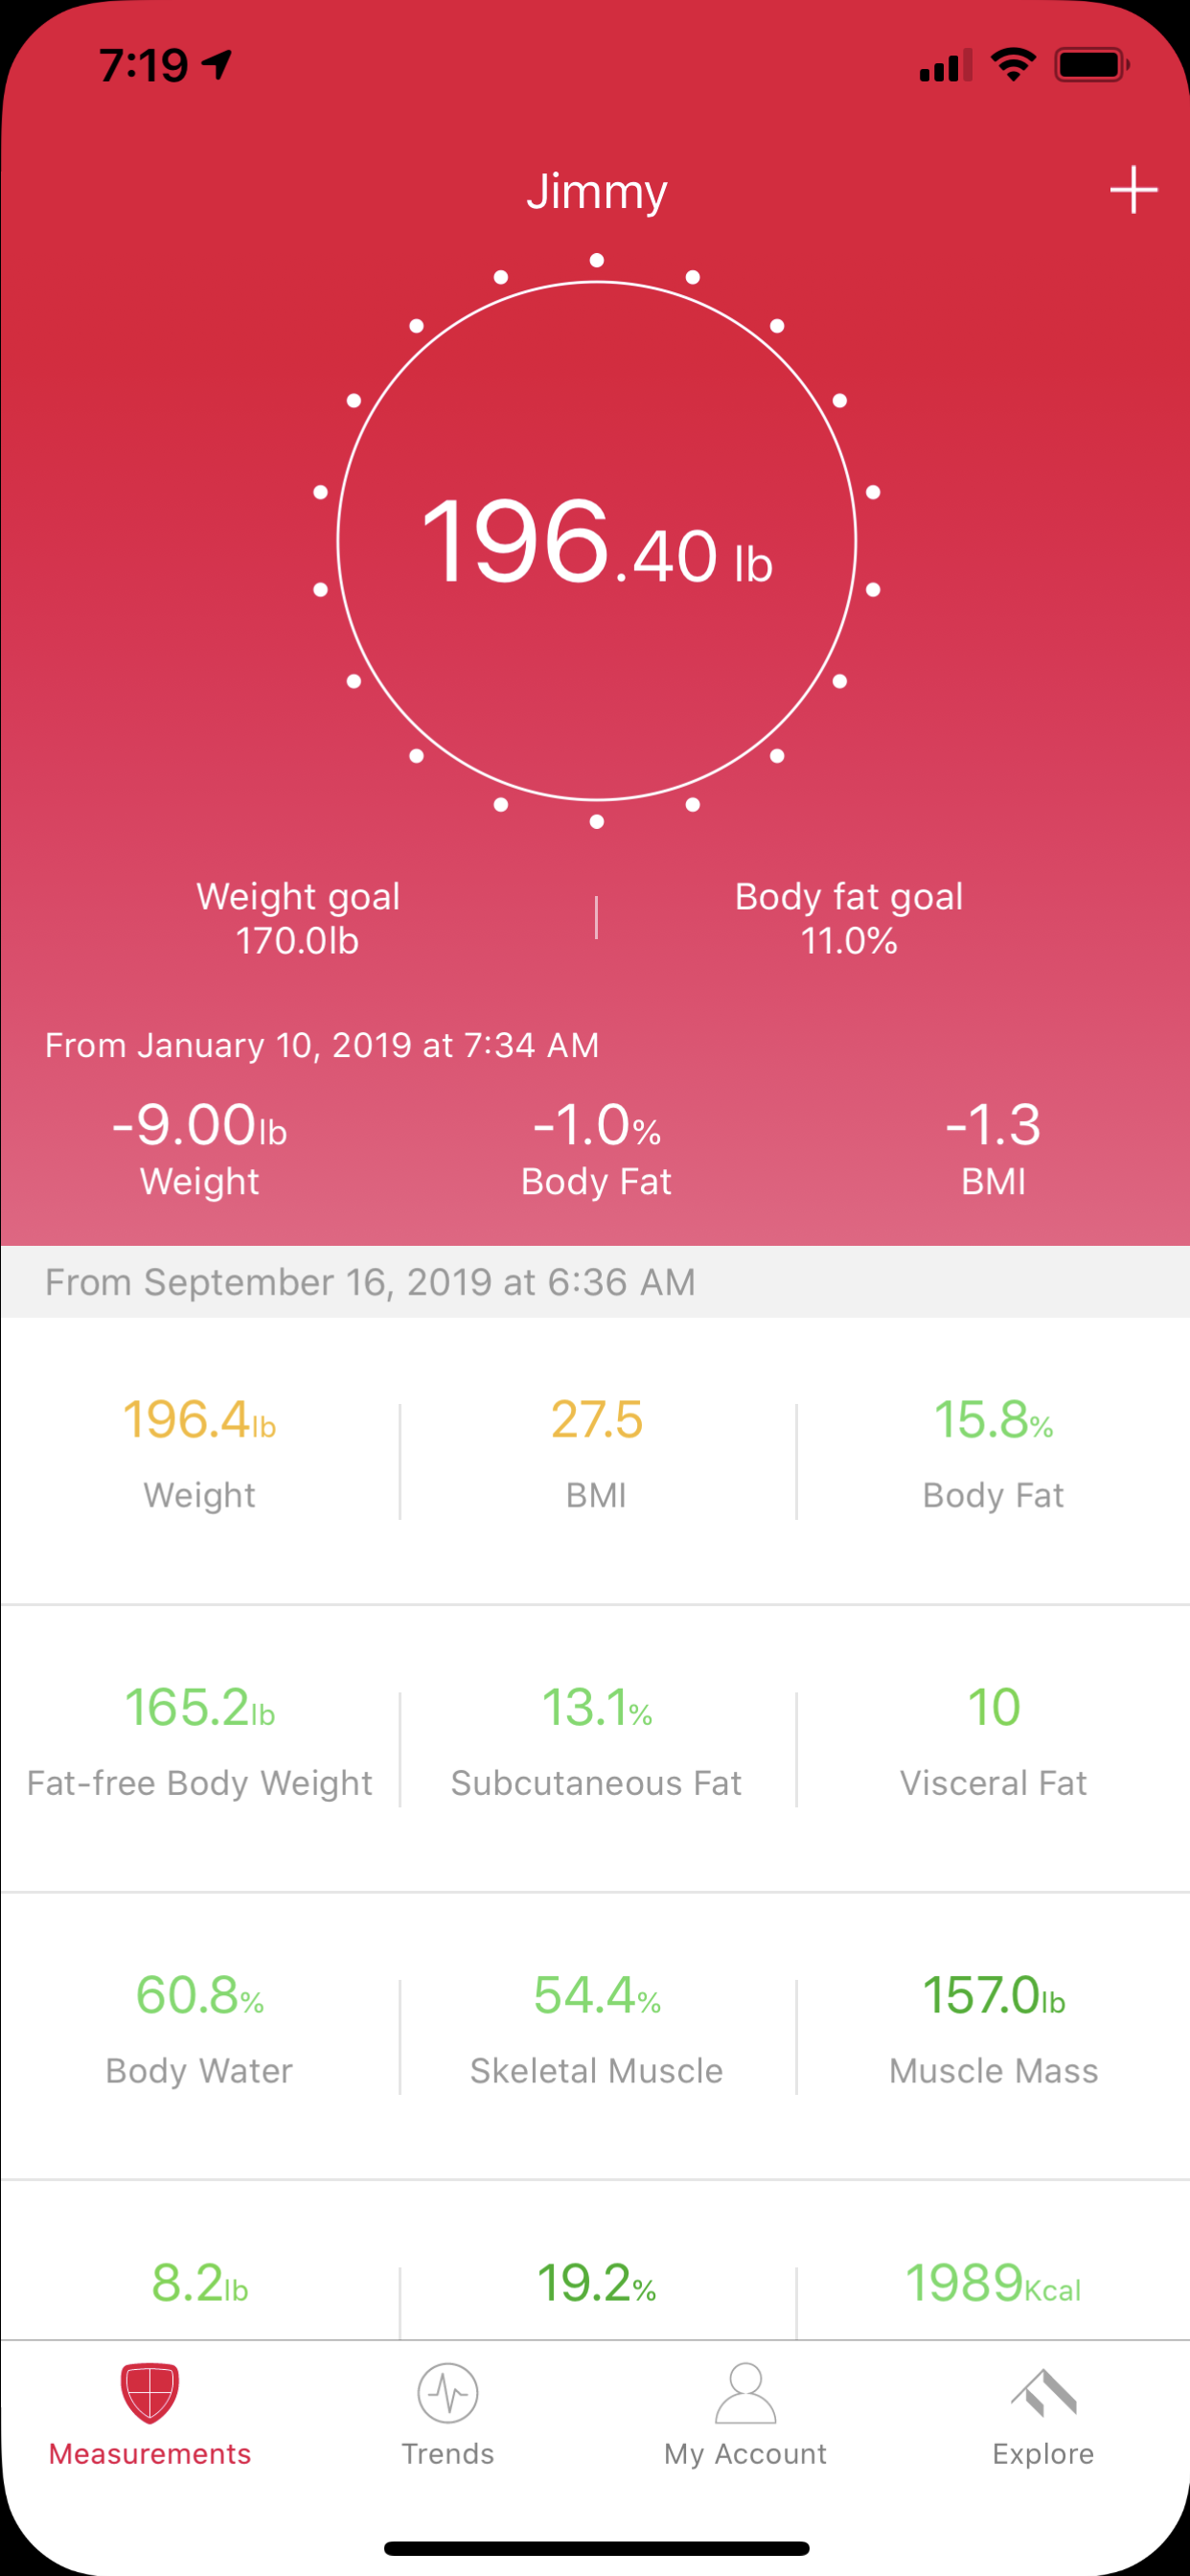 7:19
Jimmy
196.40 lb
Weight goal
170.0lb
Body fat goal
11.0%
From January 10, 2019 at 7:34 AM
-9.00lb -1.0% -1.3
Weight Body Fat BMI
From September 16, 2019 at 6:36 AM
196.4lb 27.5 15.8%
Weight BMI Body Fat
165.2lb 13.1% 10
Fat-free Body Weight Subcutaneous Fat Visceral Fat
60.8% 54.4% 157.0lb
Body Water Skeletal Muscle Muscle Mass
8.2lb 19.2% 1989Kcal
Measurements Trends My Account Explore